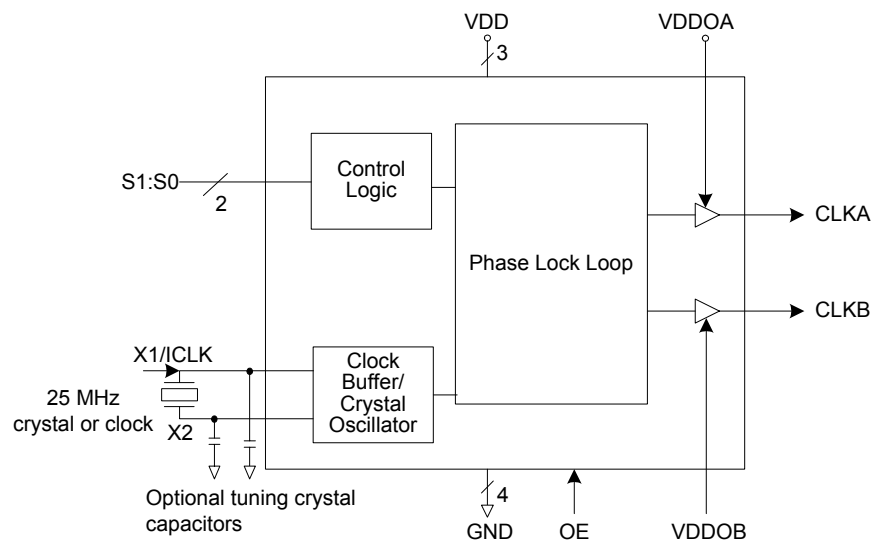 VDD
VDDOA
3
S1:S0
2
Control
Logic
CLKA
Phase Lock Loop
CLKB
X1/ICLK
25 MHz
crystal or clock
X2
Clock
Buffer/
Crystal
Oscillator
Optional tuning crystal
capacitors
4
GND
OE
VDDOB